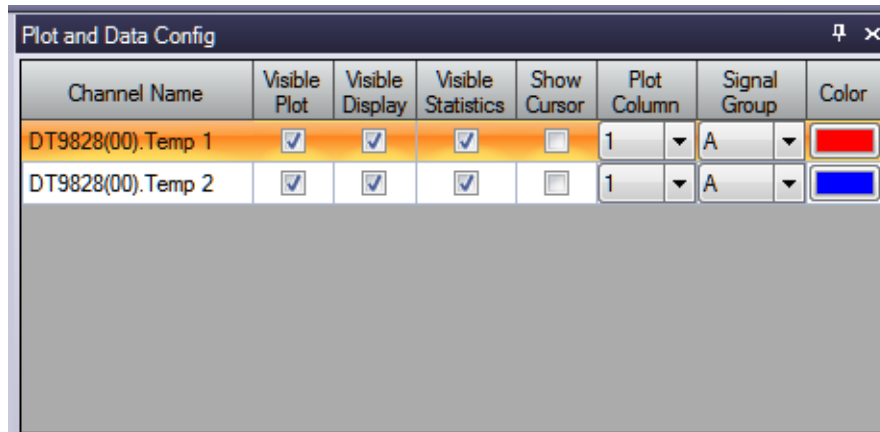 Plot and Data Config
Channel Name Visible Plot Visible Display Visible Statistics Show Cursor Plot Column Signal Group Color
DT9828(00).Temp 1 1 A
DT9828(00).Temp 2 1 A